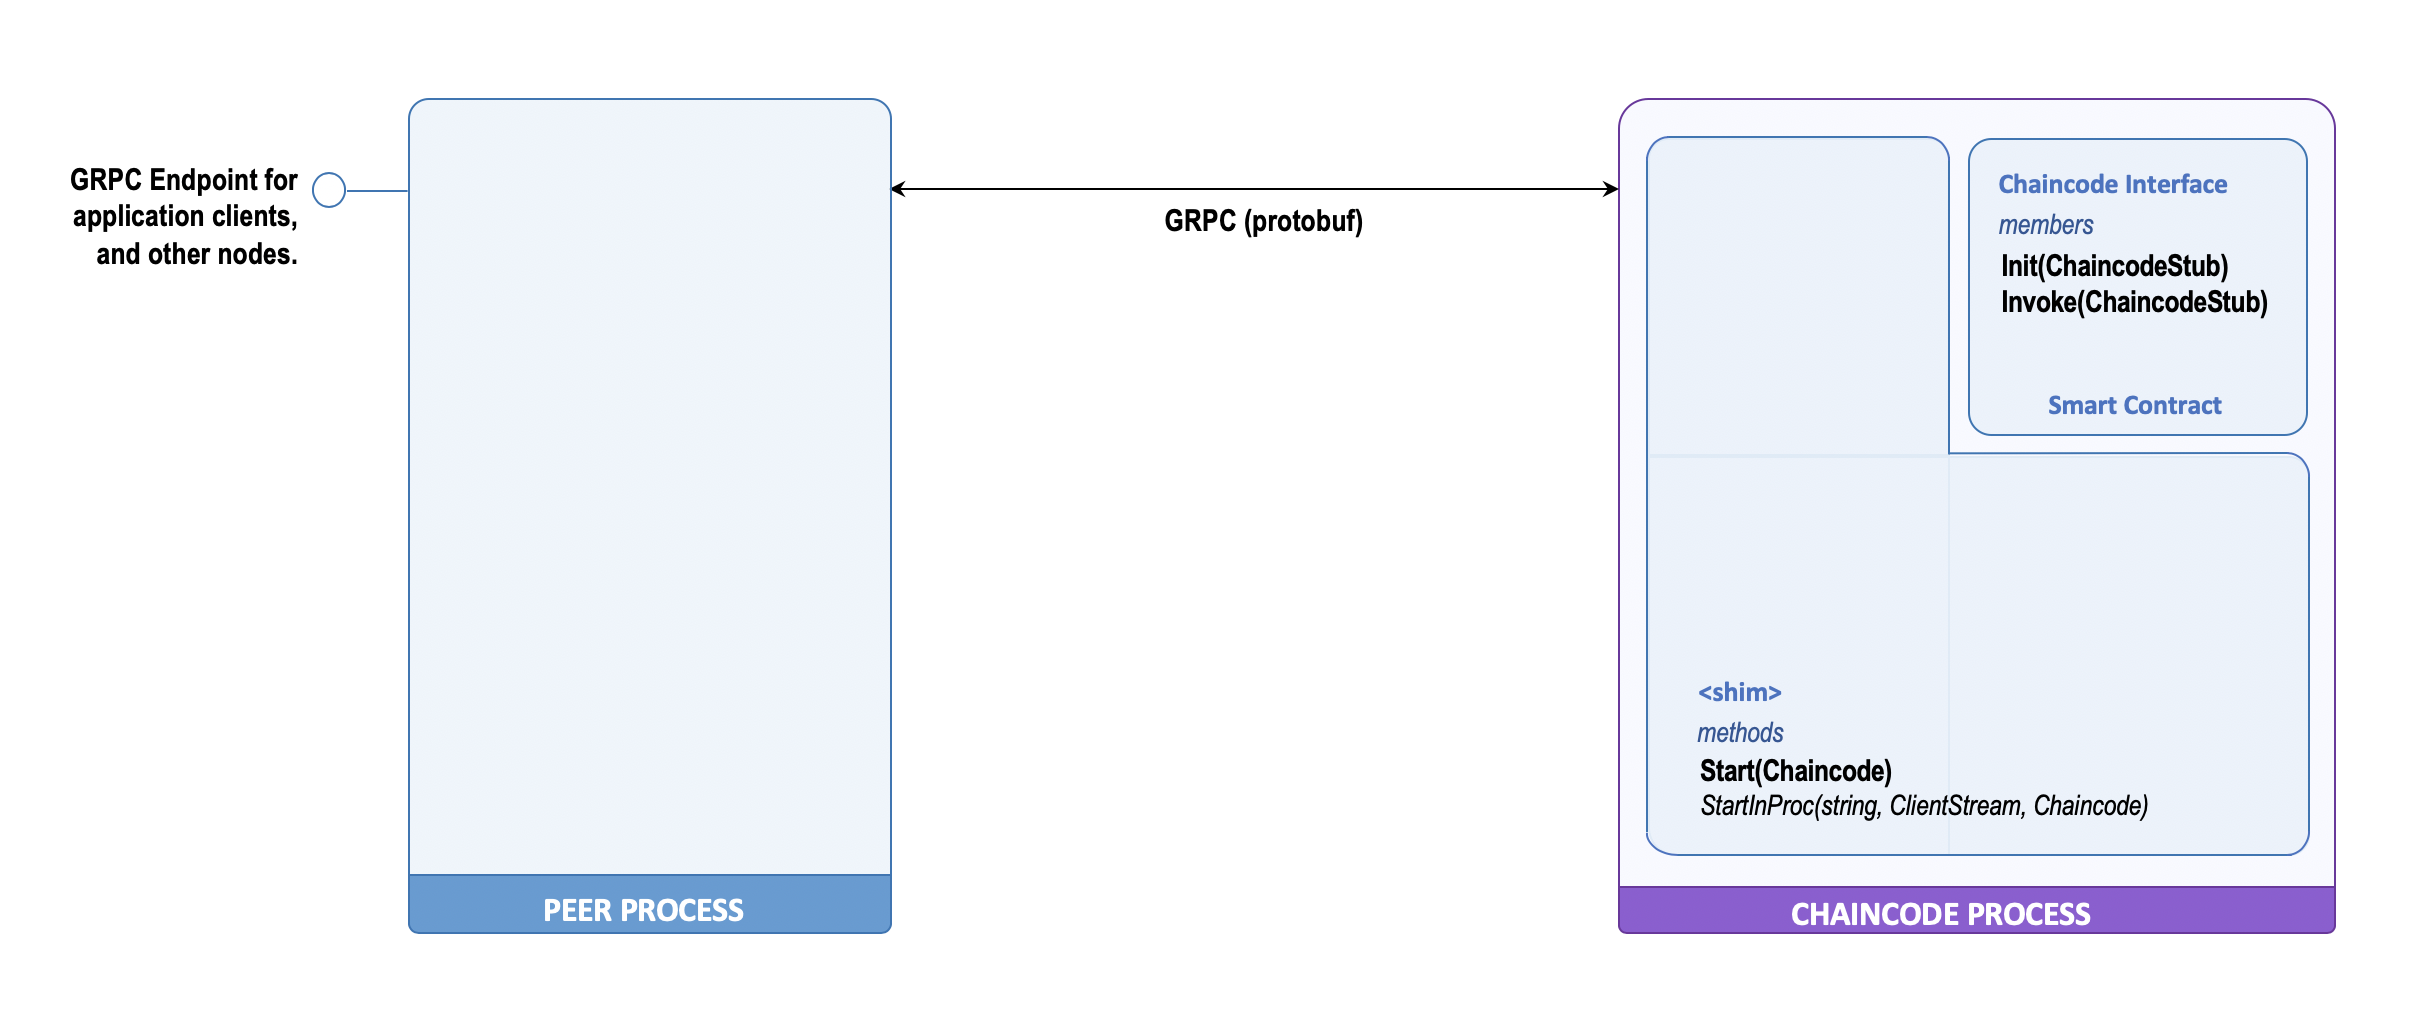 GRPC Endpoint for
application clients,
and other nodes.
PEER PROCESS
GRPC (protobuf)
Chaincode Interface
members
Init(ChaincodeStub)
Invoke(ChaincodeStub)
Smart Contract
<shim>
methods
Start(Chaincode)
StartInProc(string, ClientStream, Chaincode)
CHAINCODE PROCESS